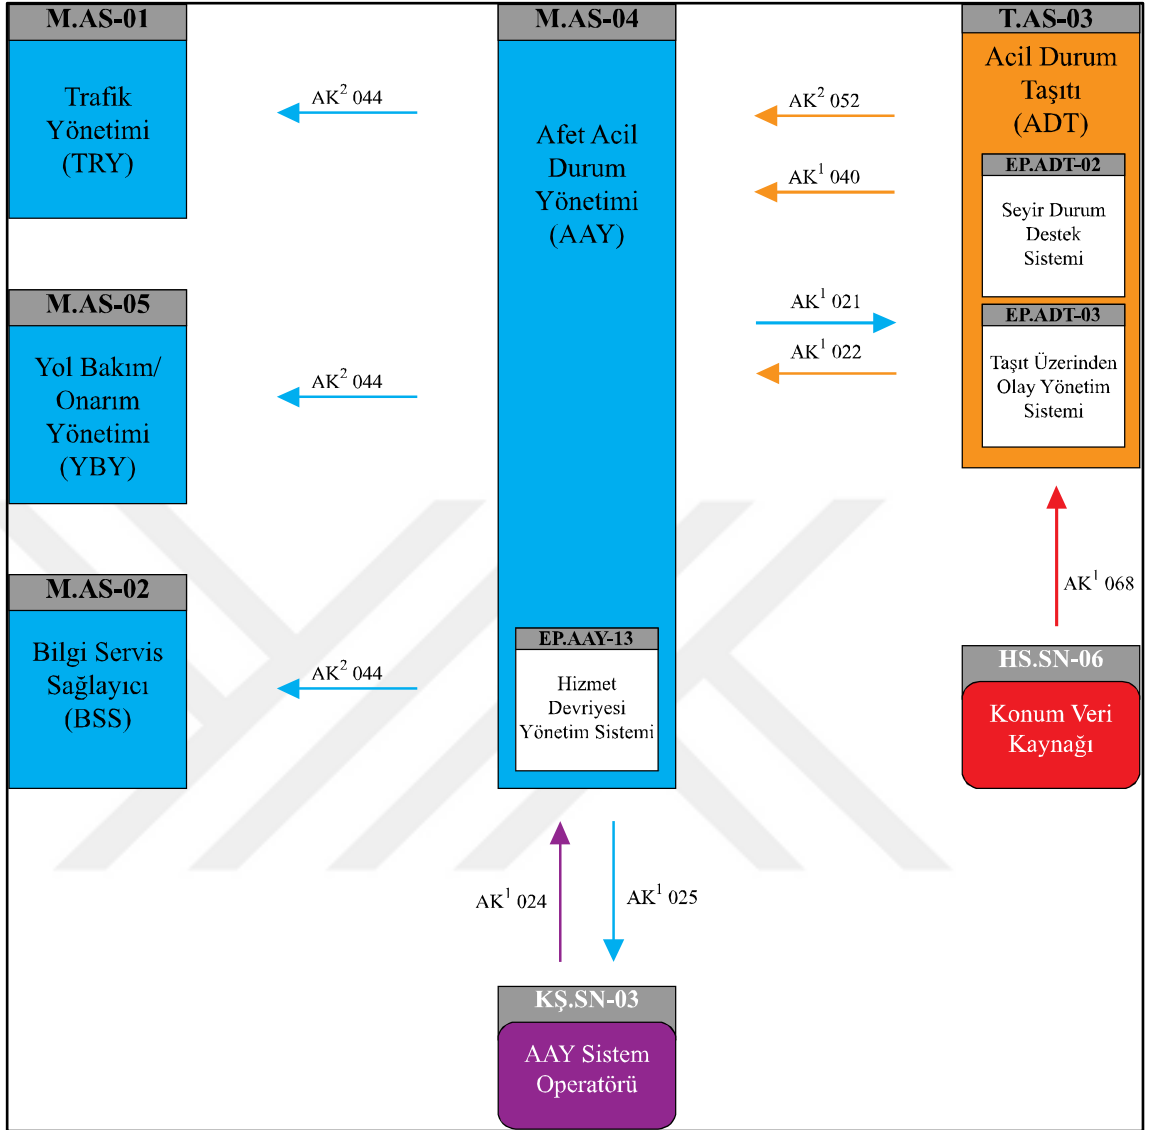 M.AS-01
Trafik
Yönetimi
(TRY)
AK² 044
M.AS-05
Yol Bakım/
Onarım
Yönetimi
(YBY)
AK² 044
M.AS-02
Bilgi Servis
Sağlayıcı
(BSS)
AK² 044
M.AS-04
Afet Acil
Durum
Yönetimi
(AAY)
EP.AAY-13
Hizmet
Devriyesi
Yönetim Sistemi
AK² 052
AK¹ 040
AK¹ 021
AK¹ 022
T.AS-03
Acil Durum
Taşıtı
(ADT)
EP.ADT-02
Seyir Durum
Destek
Sistemi
EP.ADT-03
Taşıt Üzerinden
Olay Yönetim
Sistemi
AK¹ 068
HS.SN-06
Konum Veri
Kaynağı
AK¹ 024
AK¹ 025
KŞ.SN-03
AAY Sistem
Operatörü